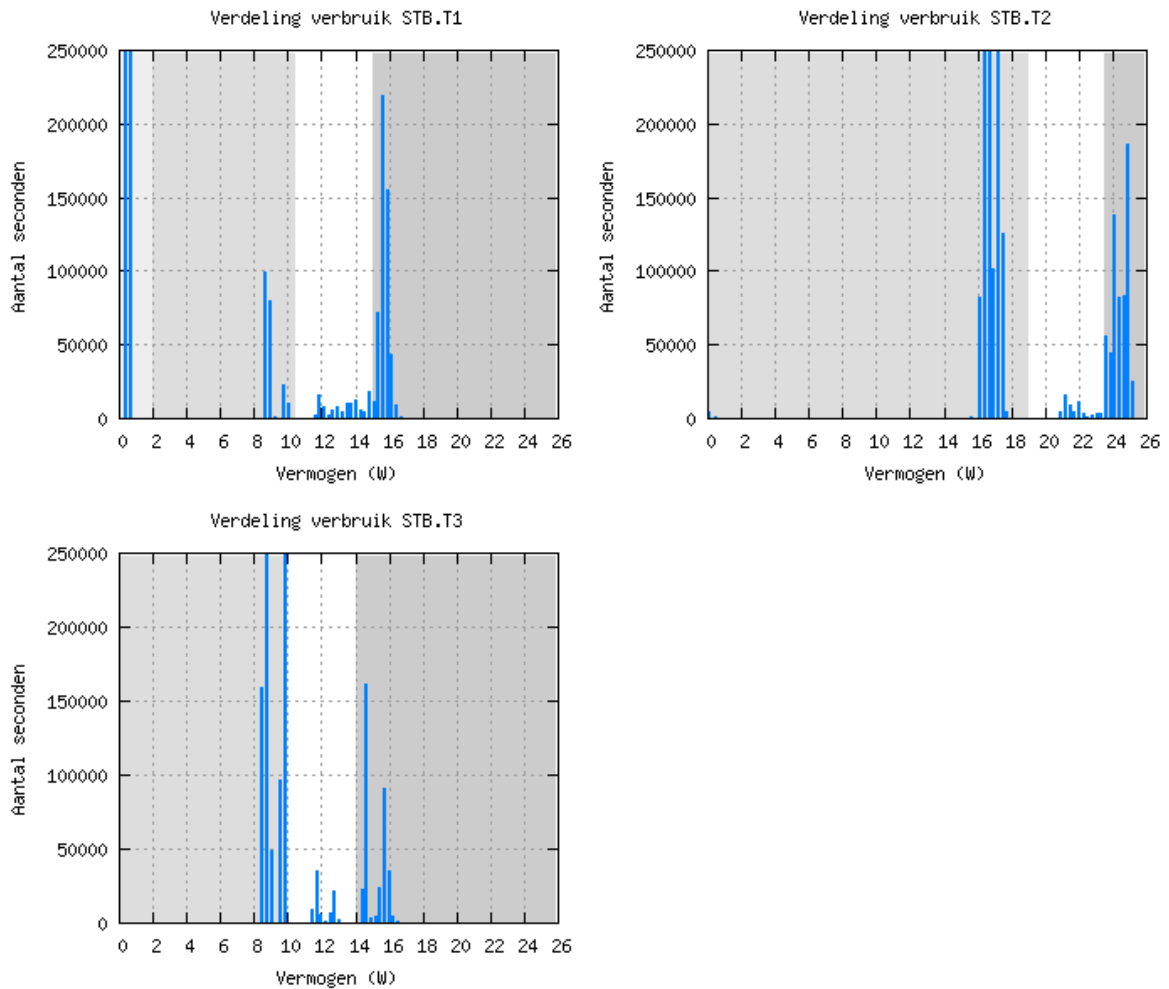 Verdeling verbruik STB.T1
250000
200000
150000
100000
50000
0
Aantal seconden
0 2 4 6 8 10 12 14 16 18 20 22 24 26
Vermogen (W)
Verdeling verbruik STB.T2
250000
200000
150000
100000
50000
0
Aantal seconden
0 2 4 6 8 10 12 14 16 18 20 22 24 26
Vermogen (W)
Verdeling verbruik STB.T3
250000
200000
150000
100000
50000
0
Aantal seconden
0 2 4 6 8 10 12 14 16 18 20 22 24 26
Vermogen (W)